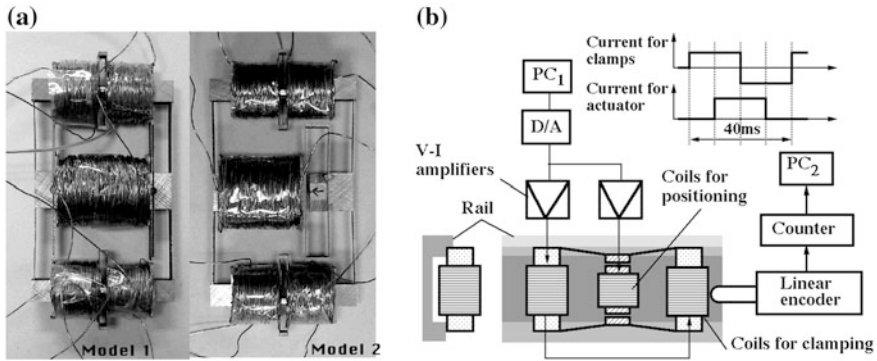 (a)
Model 1
Model 2
(b)
Current for
clamps
Current for
actuator
40ms
PC1
D/A
V-I
amplifiers
Rail
Coils for
positioning
PC2
Counter
Linear
encoder
Coils for clamping